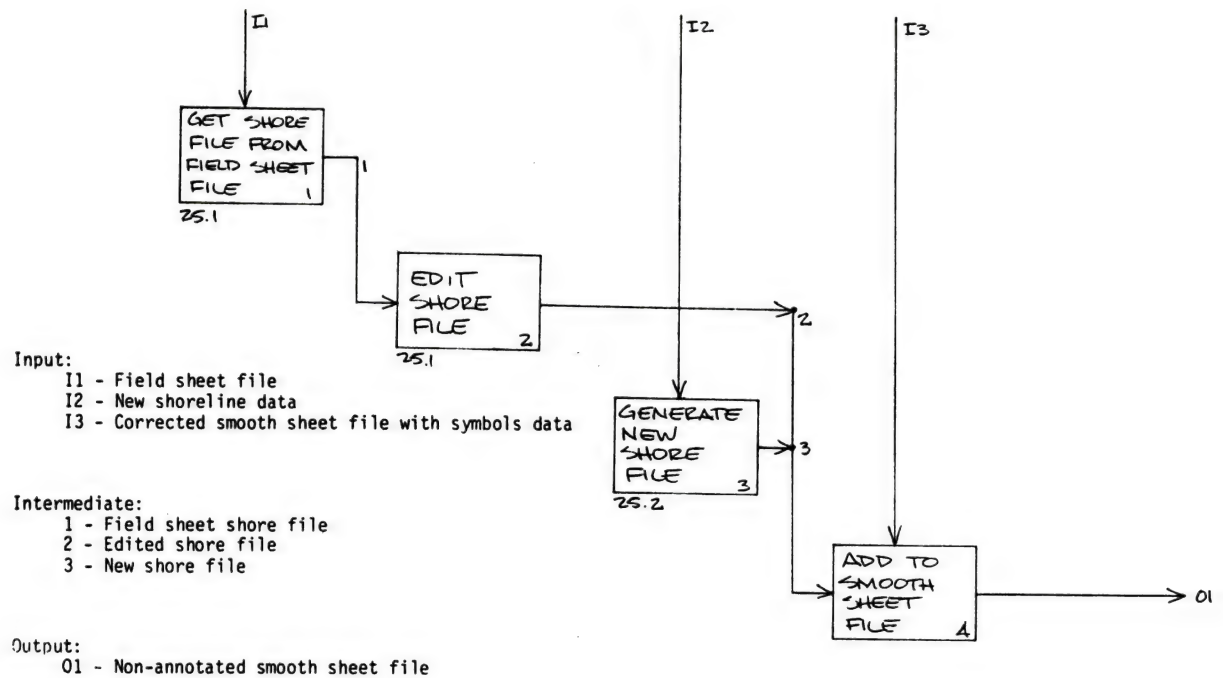 I1
I2
I3
GET SHORE
FILE FROM
FIELD SHEET
FILE 1
25.1
1
EDIT
SHORE
FILE 2
25.1
2
Input:
I1 - Field sheet file
I2 - New shoreline data
I3 - Corrected smooth sheet file with symbols data
GENERATE
NEW
SHORE
FILE 3
25.2
3
Intermediate:
1 - Field sheet shore file
2 - Edited shore file
3 - New shore file
ADD TO
SMOOTH
SHEET
FILE 4
O1
Output:
O1 - Non-annotated smooth sheet file